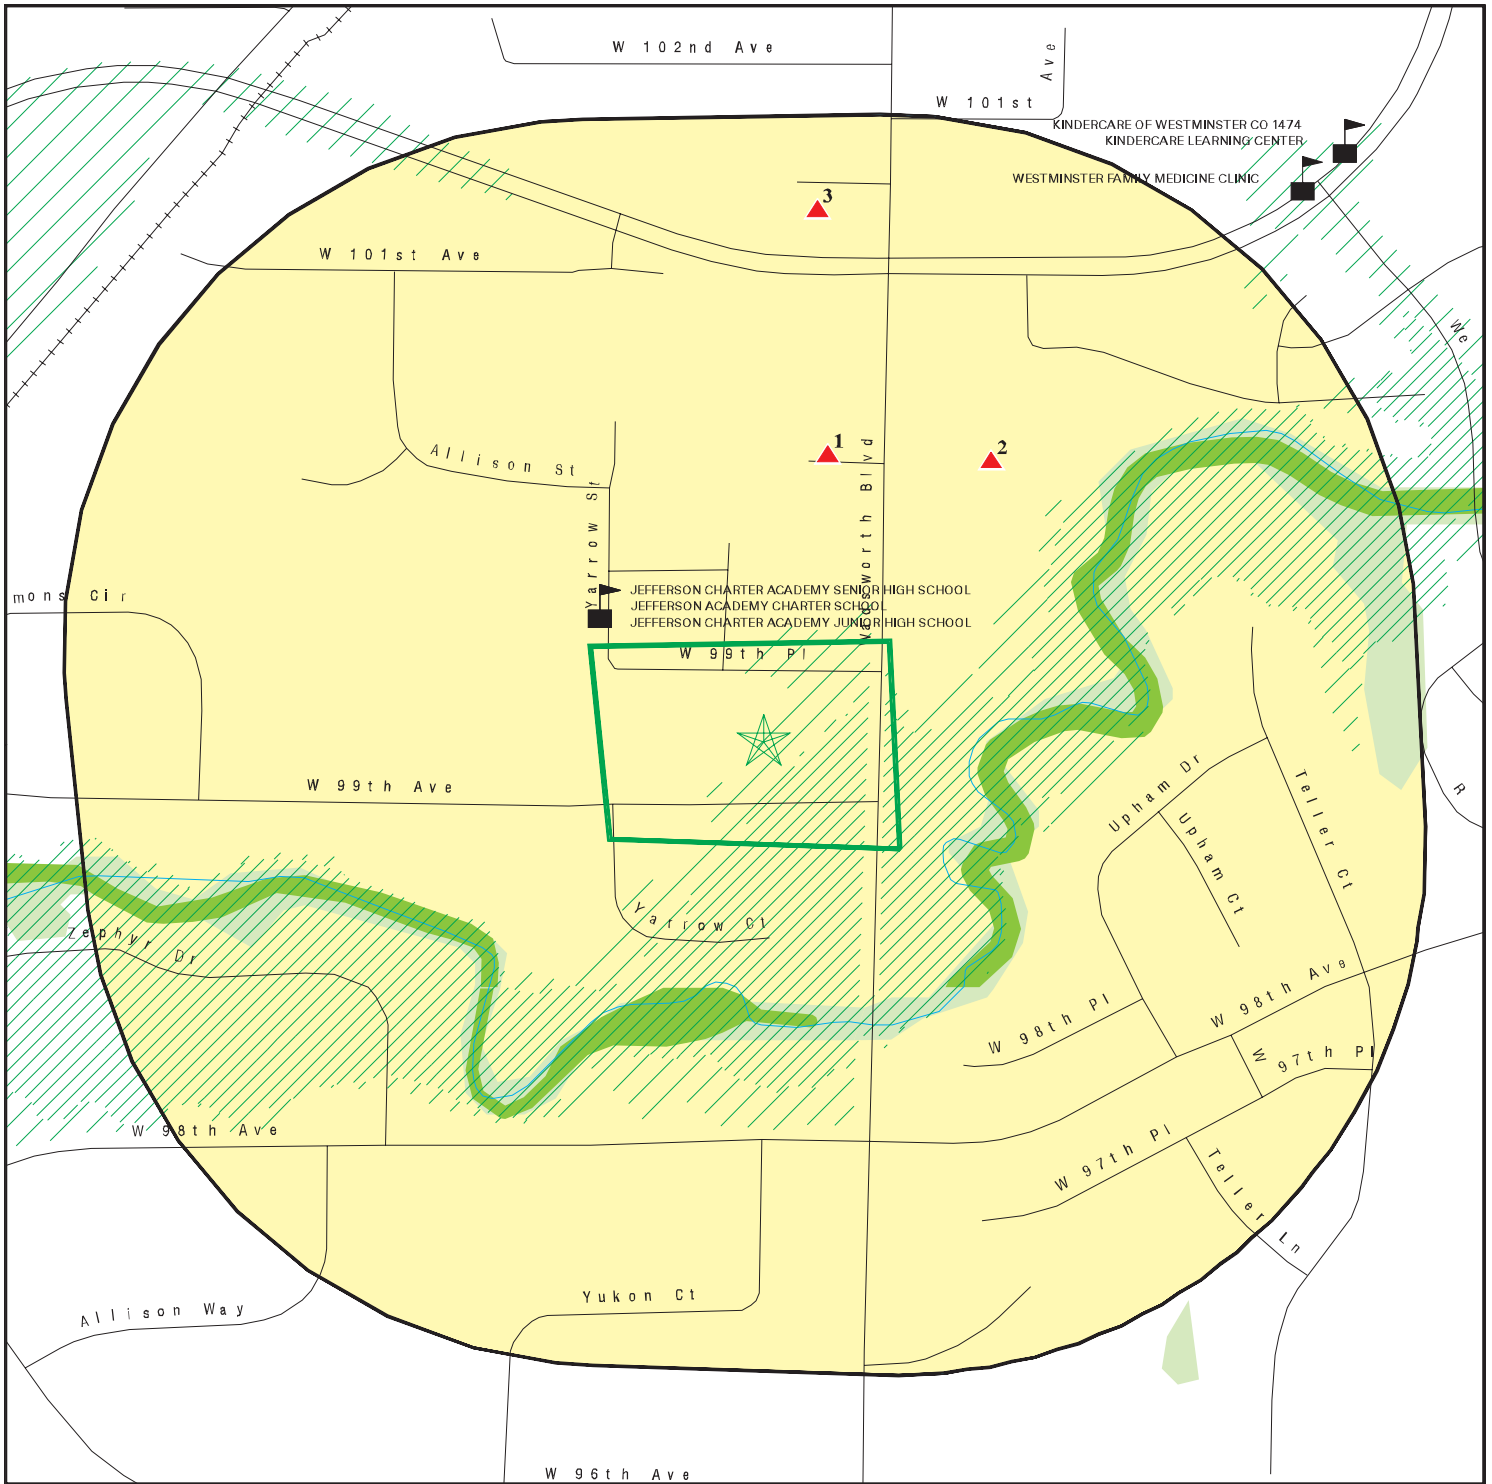 W 102nd Ave
Ave
W 101st
KINDERCARE OF WESTMINSTER CO 1474
KINDERCARE LEARNING CENTER
WESTMINSTER FAMILY MEDICINE CLINIC
3
W 101st Ave
We
1
2
Allison St
Wadsworth Blvd
Yarrow St
JEFFERSON CHARTER ACADEMY SENIOR HIGH SCHOOL
JEFFERSON ACADEMY CHARTER SCHOOL
JEFFERSON CHARTER ACADEMY JUNIOR HIGH SCHOOL
mons Cir
W 99th Pl
W 99th Ave
Upham Dr
Teller Ct
R
Upham Ct
Yarrow Ct
Zephyr Dr
W 98th Ave
W 98th Pl
W 97th Pl
W 98th Ave
W 97th Pl
Teller Ln
Yukon Ct
Allison Way
W 96th Ave